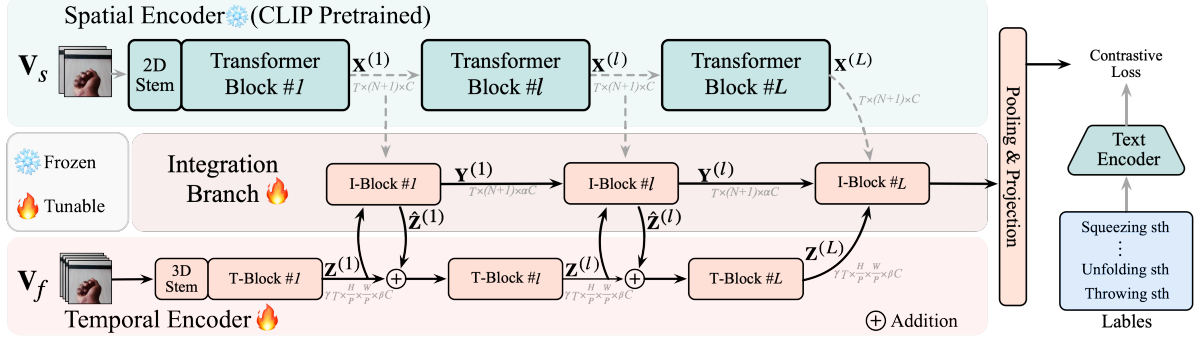 Spatial Encoder (CLIP Pretrained)
V_s
2D
Stem
Transformer
Block #1
X^(1)
T×(N+1)×C
Transformer
Block #l
X^(l)
T×(N+1)×C
Transformer
Block #L
X^(L)
T×(N+1)×C
Frozen
Tunable
Integration
Branch
I-Block #1
Y^(1)
T×(N+1)×αC
I-Block #l
Y^(l)
T×(N+1)×αC
I-Block #L
Ẑ^(1)
Ẑ^(l)
V_f
3D
Stem
T-Block #1
Z^(1)
γT×H/P×W/P×βC
+
T-Block #l
Z^(l)
γT×H/P×W/P×βC
+
T-Block #L
Z^(L)
γT×H/P×W/P×βC
Temporal Encoder
+ Addition
Pooling & Projection
Contrastive
Loss
Text
Encoder
Squeezing sth
⋮
Unfolding sth
Throwing sth
Lables